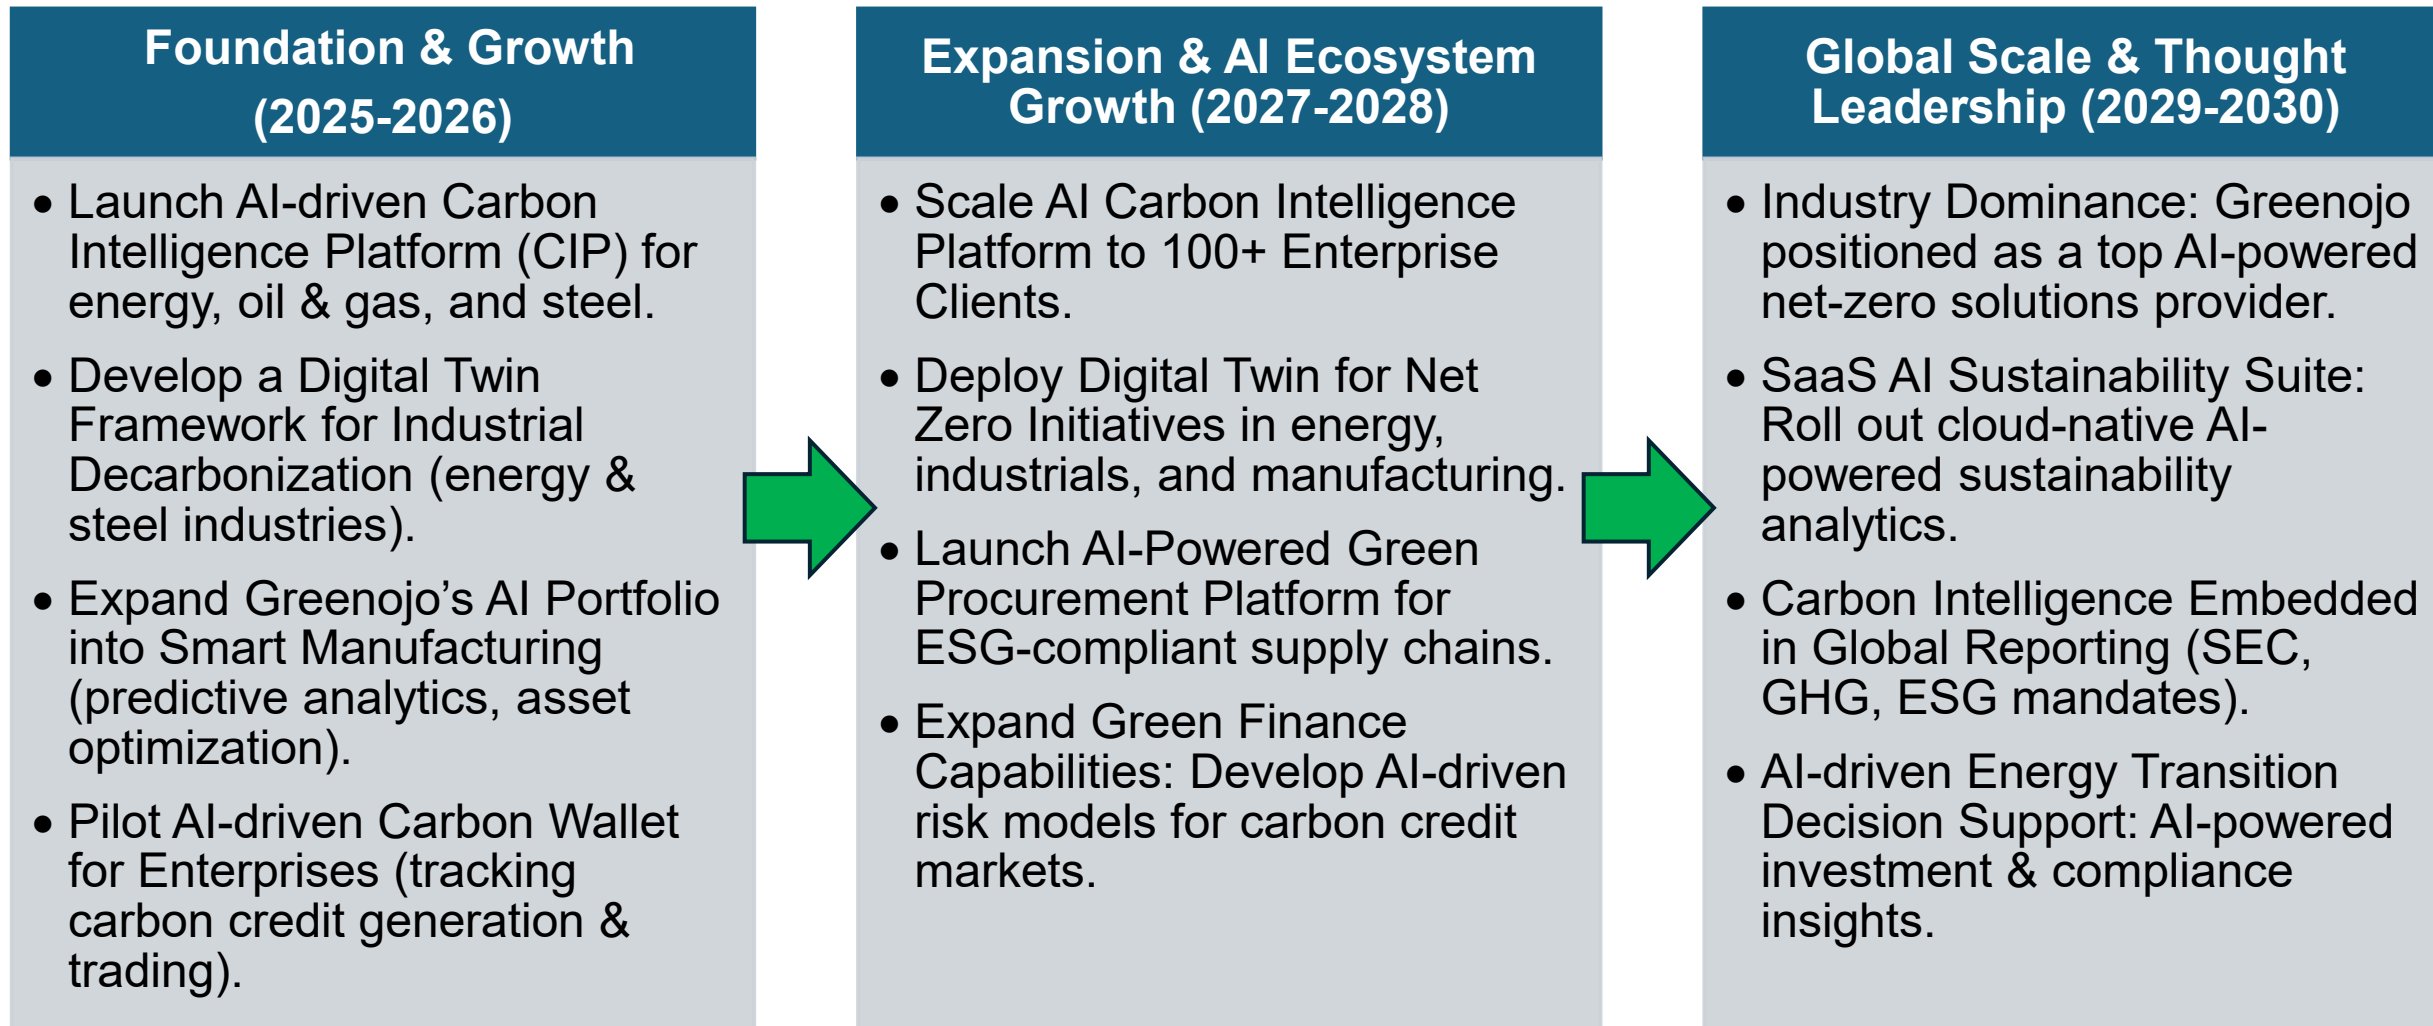 Foundation & Growth
(2025-2026)
• Launch AI-driven Carbon
Intelligence Platform (CIP) for
energy, oil & gas, and steel.
• Develop a Digital Twin
Framework for Industrial
Decarbonization (energy &
steel industries).
• Expand Greenojo’s AI Portfolio
into Smart Manufacturing
(predictive analytics, asset
optimization).
• Pilot AI-driven Carbon Wallet
for Enterprises (tracking
carbon credit generation &
trading).
Expansion & AI Ecosystem
Growth (2027-2028)
• Scale AI Carbon Intelligence
Platform to 100+ Enterprise
Clients.
• Deploy Digital Twin for Net
Zero Initiatives in energy,
industrials, and manufacturing.
• Launch AI-Powered Green
Procurement Platform for
ESG-compliant supply chains.
• Expand Green Finance
Capabilities: Develop AI-driven
risk models for carbon credit
markets.
Global Scale & Thought
Leadership (2029-2030)
• Industry Dominance: Greenojo
positioned as a top AI-powered
net-zero solutions provider.
• SaaS AI Sustainability Suite:
Roll out cloud-native AI-
powered sustainability
analytics.
• Carbon Intelligence Embedded
in Global Reporting (SEC,
GHG, ESG mandates).
• AI-driven Energy Transition
Decision Support: AI-powered
investment & compliance
insights.